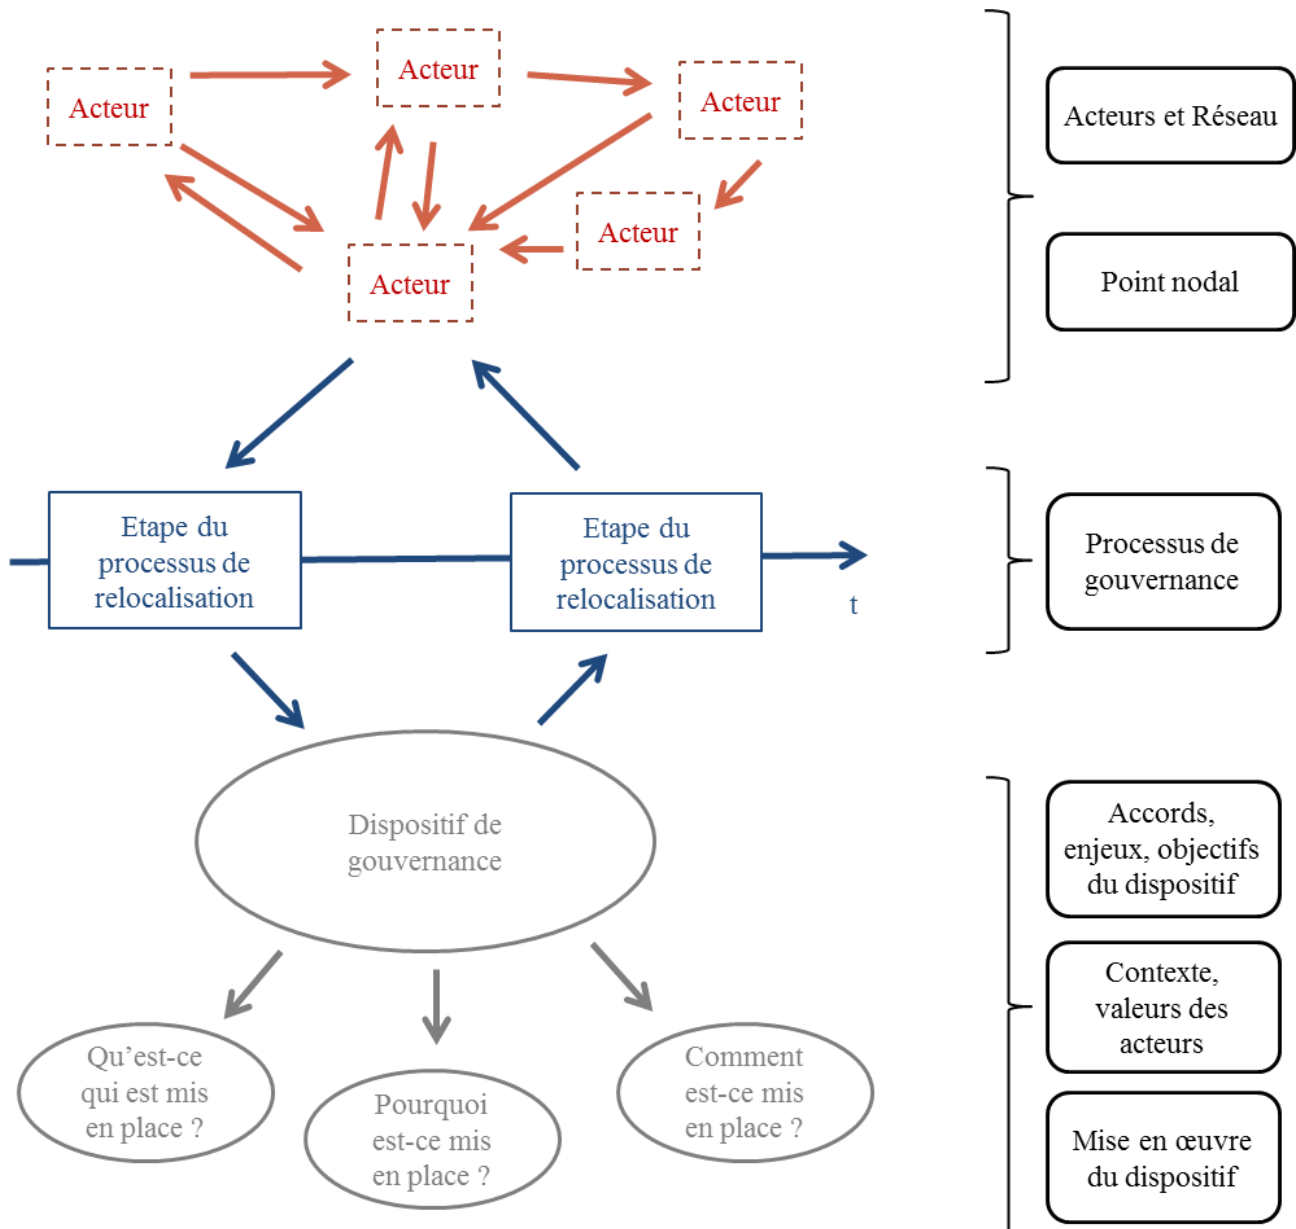 Acteur
Acteur
Acteur
Acteur
Acteur
Acteurs et Réseau
Point nodal
Etape du
processus de
relocalisation
Etape du
processus de
relocalisation
t
Processus de
gouvernance
Dispositif de
gouvernance
Qu’est-ce
qui est mis
en place ?
Pourquoi
est-ce mis
en place ?
Comment
est-ce mis
en place ?
Accords,
enjeux, objectifs
du dispositif
Contexte,
valeurs des
acteurs
Mise en œuvre
du dispositif